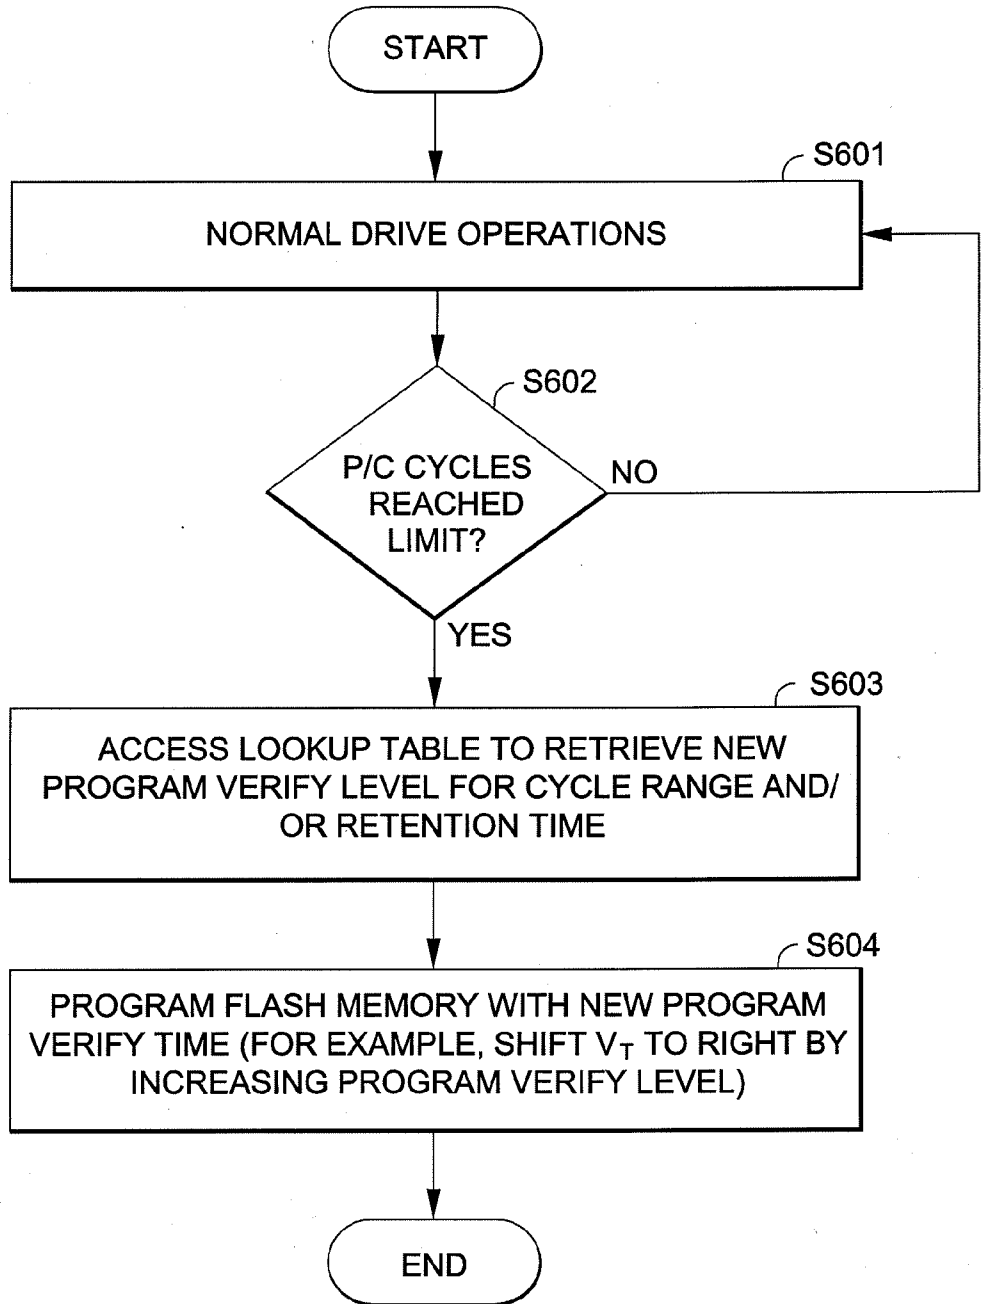 START
S601
NORMAL DRIVE OPERATIONS
S602
P/C CYCLES
REACHED
LIMIT?
NO
YES
S603
ACCESS LOOKUP TABLE TO RETRIEVE NEW
PROGRAM VERIFY LEVEL FOR CYCLE RANGE AND/
OR RETENTION TIME
S604
PROGRAM FLASH MEMORY WITH NEW PROGRAM
VERIFY TIME (FOR EXAMPLE, SHIFT VT TO RIGHT BY
INCREASING PROGRAM VERIFY LEVEL)
END